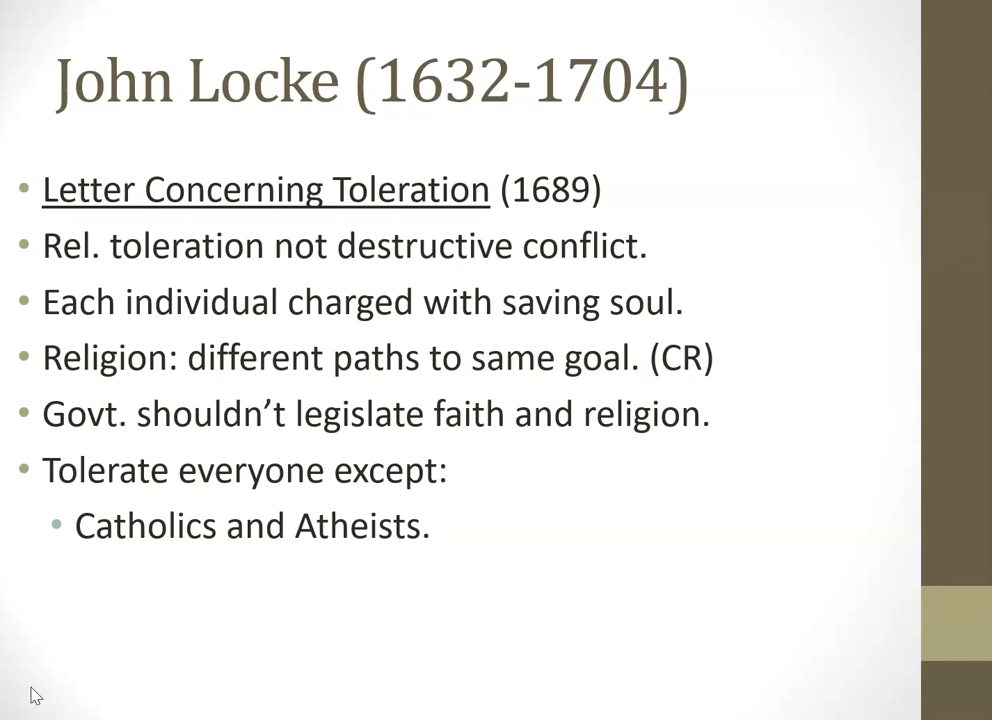 John Locke (1632-1704)
• Letter Concerning Toleration (1689)
• Rel. toleration not destructive conflict.
• Each individual charged with saving soul.
• Religion: different paths to same goal. (CR)
• Govt. shouldn’t legislate faith and religion.
• Tolerate everyone except:
• Catholics and Atheists.